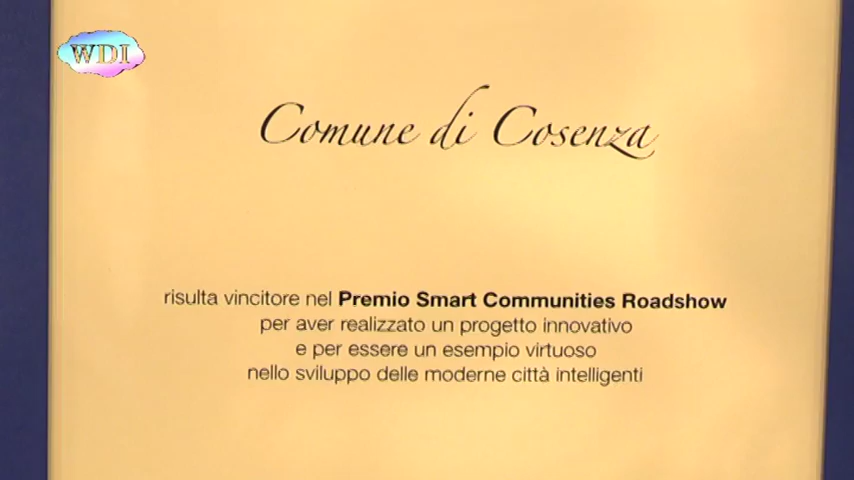 WDI
Comune di Cosenza
risulta vincitore nel Premio Smart Communities Roadshow
per aver realizzato un progetto innovativo
e per essere un esempio virtuoso
nello sviluppo delle moderne città intelligenti